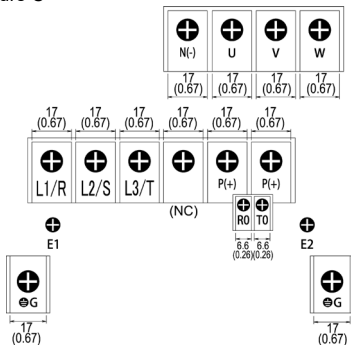 N(-) U V W
17 17 17 17
(0.67) (0.67) (0.67) (0.67)
17 17 17 17 17 17
(0.67) (0.67) (0.67) (0.67) (0.67) (0.67)
L1/R L2/S L3/T P(+) P(+)
(NC)
R0 T0
E1 E2
6.6 6.6
(0.26) (0.26)
G G
17 17
(0.67) (0.67)